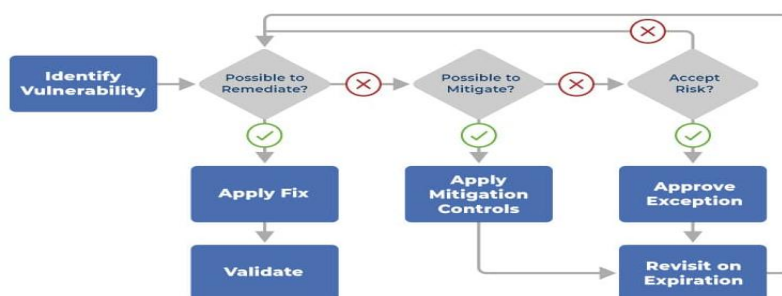 Identify
Vulnerability
Possible to
Remediate?
Possible to
Mitigate?
Accept
Risk?
Apply Fix
Apply
Mitigation
Controls
Approve
Exception
Validate
Revisit on
Expiration